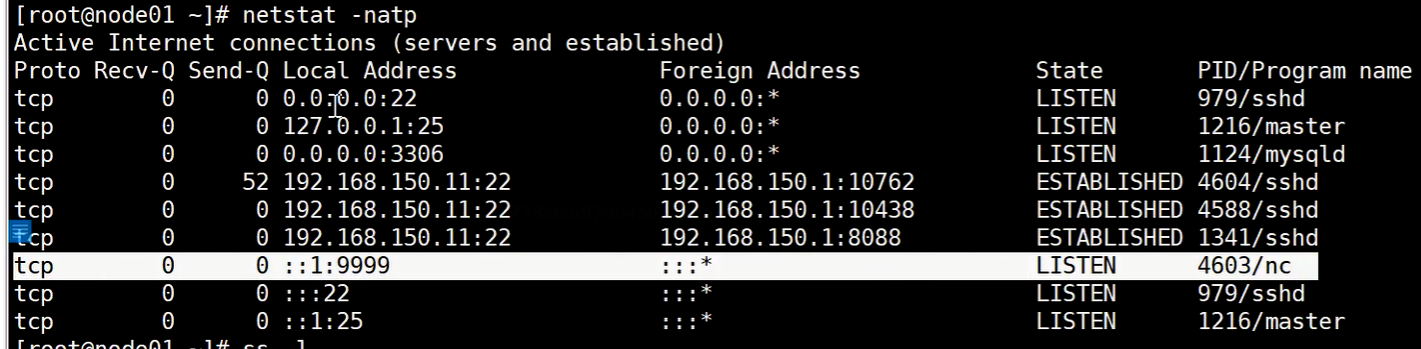 [root@node01 ~]# netstat -natp
Active Internet connections (servers and established)
Proto Recv-Q Send-Q Local Address           Foreign Address         State       PID/Program name
tcp        0      0 0.0.0.0:22              0.0.0.0:*               LISTEN      979/sshd
tcp        0      0 127.0.0.1:25            0.0.0.0:*               LISTEN      1216/master
tcp        0      0 0.0.0.0:3306            0.0.0.0:*               LISTEN      1124/mysqld
tcp        0     52 192.168.150.11:22       192.168.150.1:10762     ESTABLISHED 4604/sshd
tcp        0      0 192.168.150.11:22       192.168.150.1:10438     ESTABLISHED 4588/sshd
tcp        0      0 192.168.150.11:22       192.168.150.1:8088      ESTABLISHED 1341/sshd
tcp        0      0 ::1:9999                :::*                    LISTEN      4603/nc
tcp        0      0 :::22                   :::*                    LISTEN      979/sshd
tcp        0      0 ::1:25                  :::*                    LISTEN      1216/master
[root@node01 ~]# ss